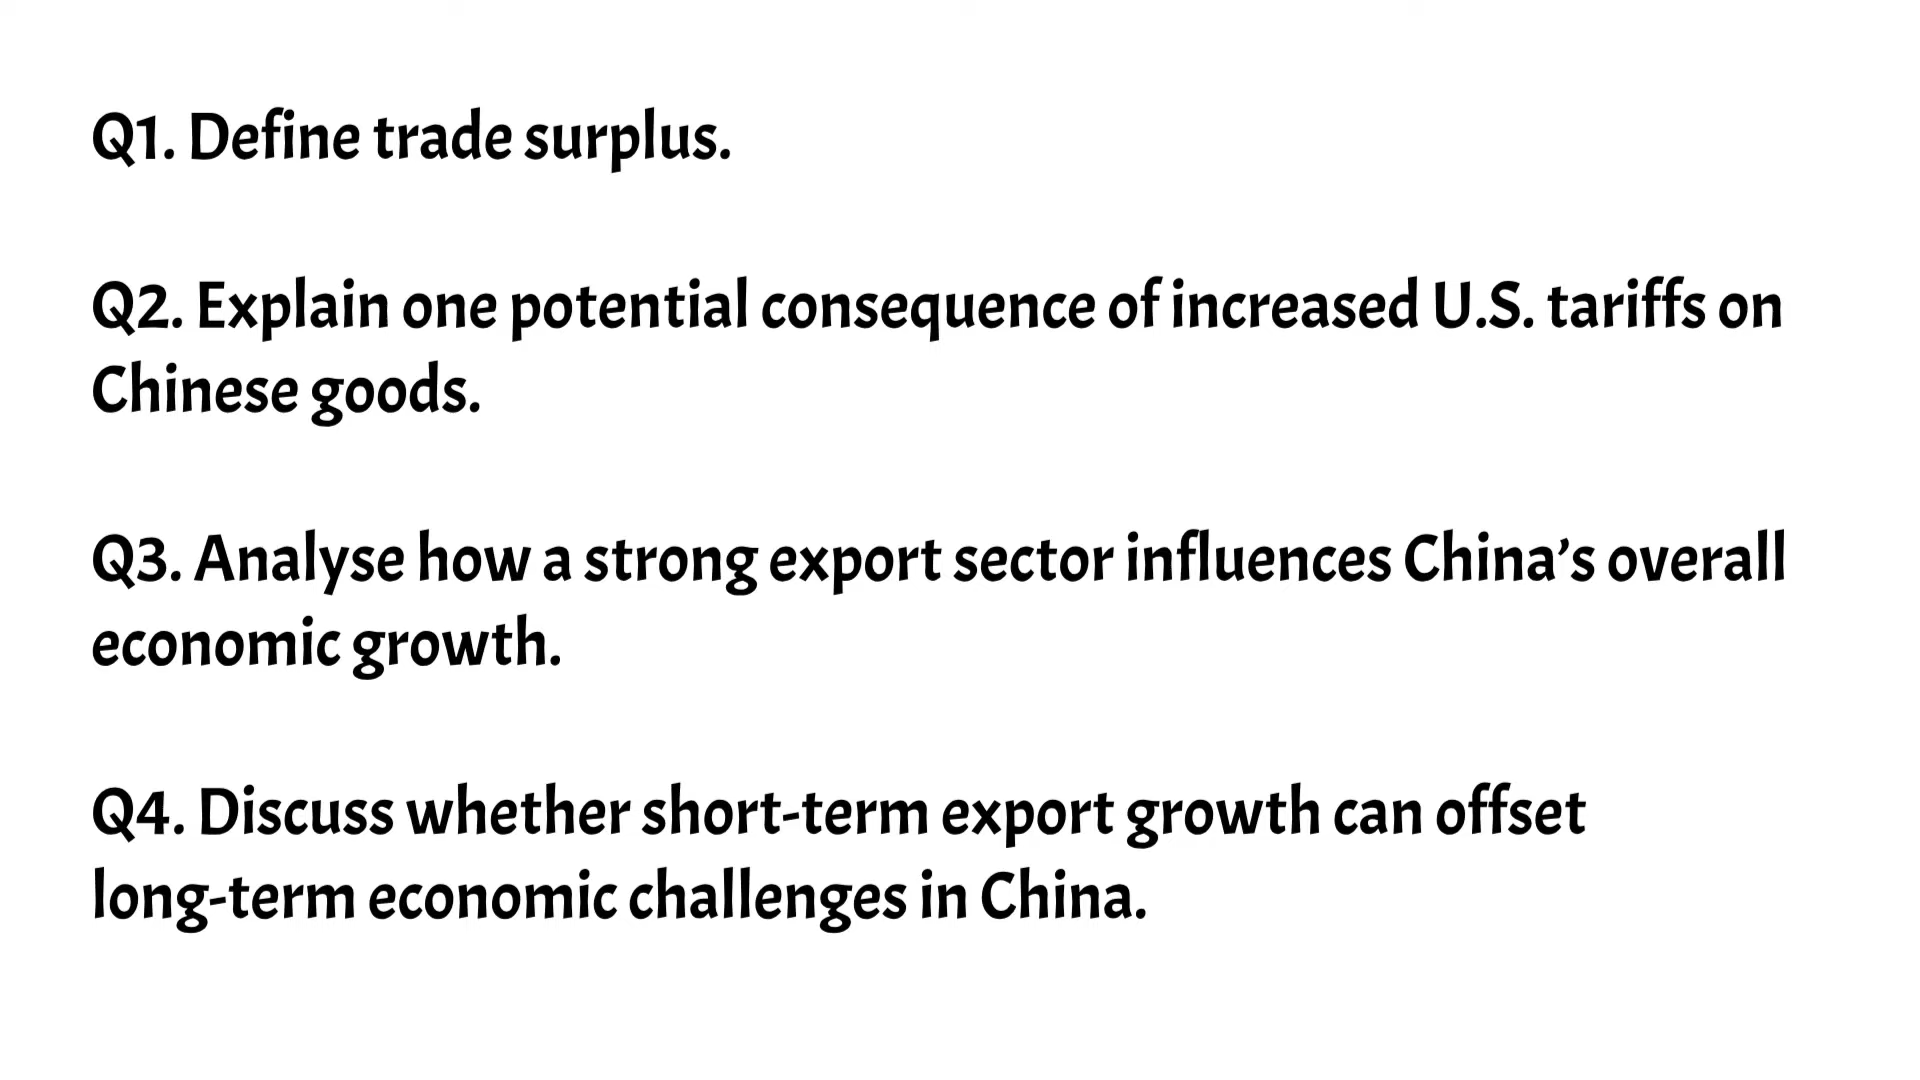 Q1. Define trade surplus.
Q2. Explain one potential consequence of increased U.S. tariffs on
Chinese goods.
Q3. Analyse how a strong export sector influences China’s overall
economic growth.
Q4. Discuss whether short-term export growth can offset
long-term economic challenges in China.